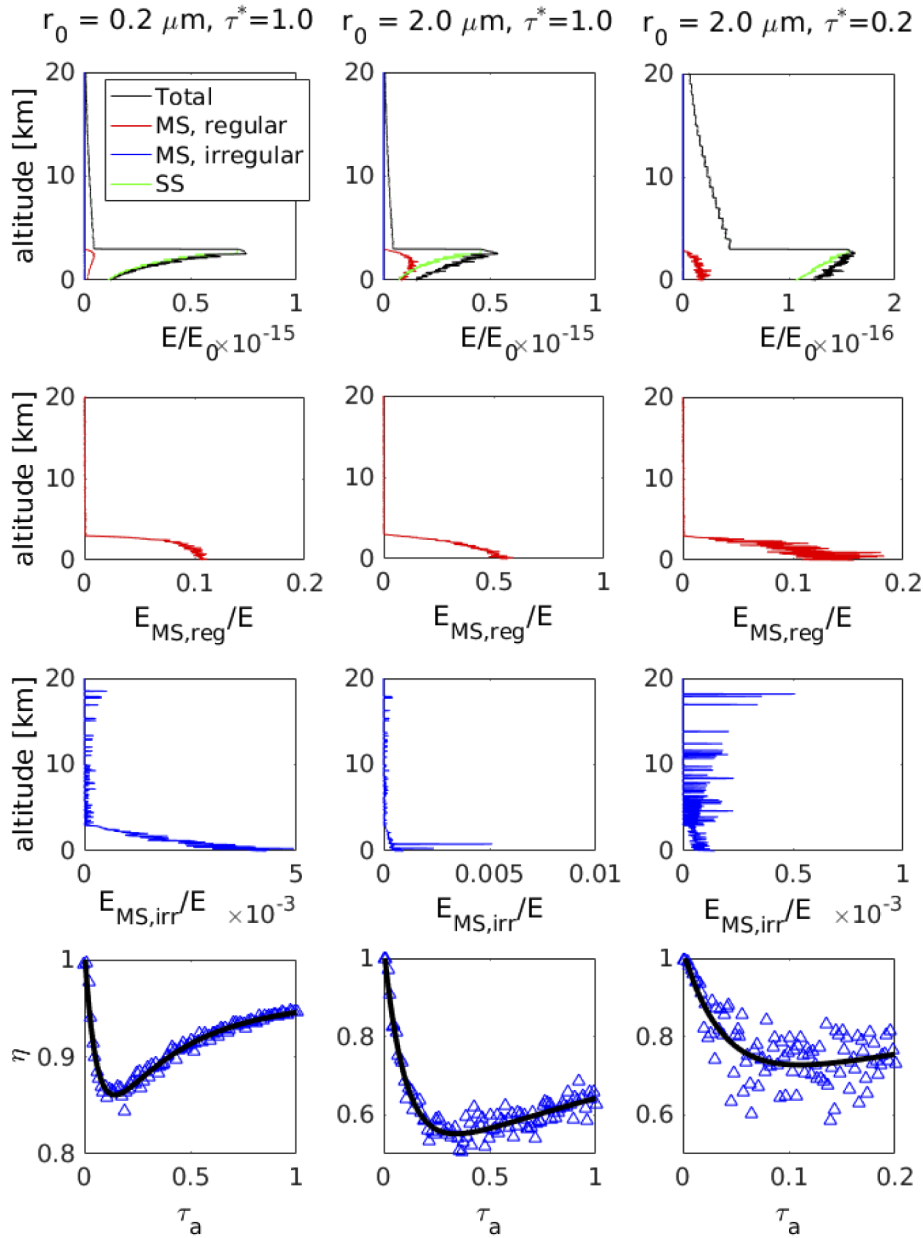 r0 = 0.2 μm, τ*=1.0
r0 = 2.0 μm, τ*=1.0
r0 = 2.0 μm, τ*=0.2
altitude [km]
20
10
0
Total
MS, regular
MS, irregular
SS
0 0.5 1
E/E0 ×10-15
20
10
0
0 0.5 1
E/E0 ×10-15
20
10
0
0 1 2
E/E0 ×10-16
altitude [km]
20
10
0
0 0.1 0.2
EMS,reg/E
20
10
0
0 0.5 1
EMS,reg/E
20
10
0
0 0.1 0.2
EMS,reg/E
altitude [km]
20
10
0
0 5
EMS,irr/E ×10-3
20
10
0
0 0.005 0.01
EMS,irr/E
20
10
0
0 0.5 1
EMS,irr/E ×10-3
η
1
0.9
0.8
0 0.5 1
τa
1
0.8
0.6
0 0.5 1
τa
1
0.8
0.6
0 0.1 0.2
τa